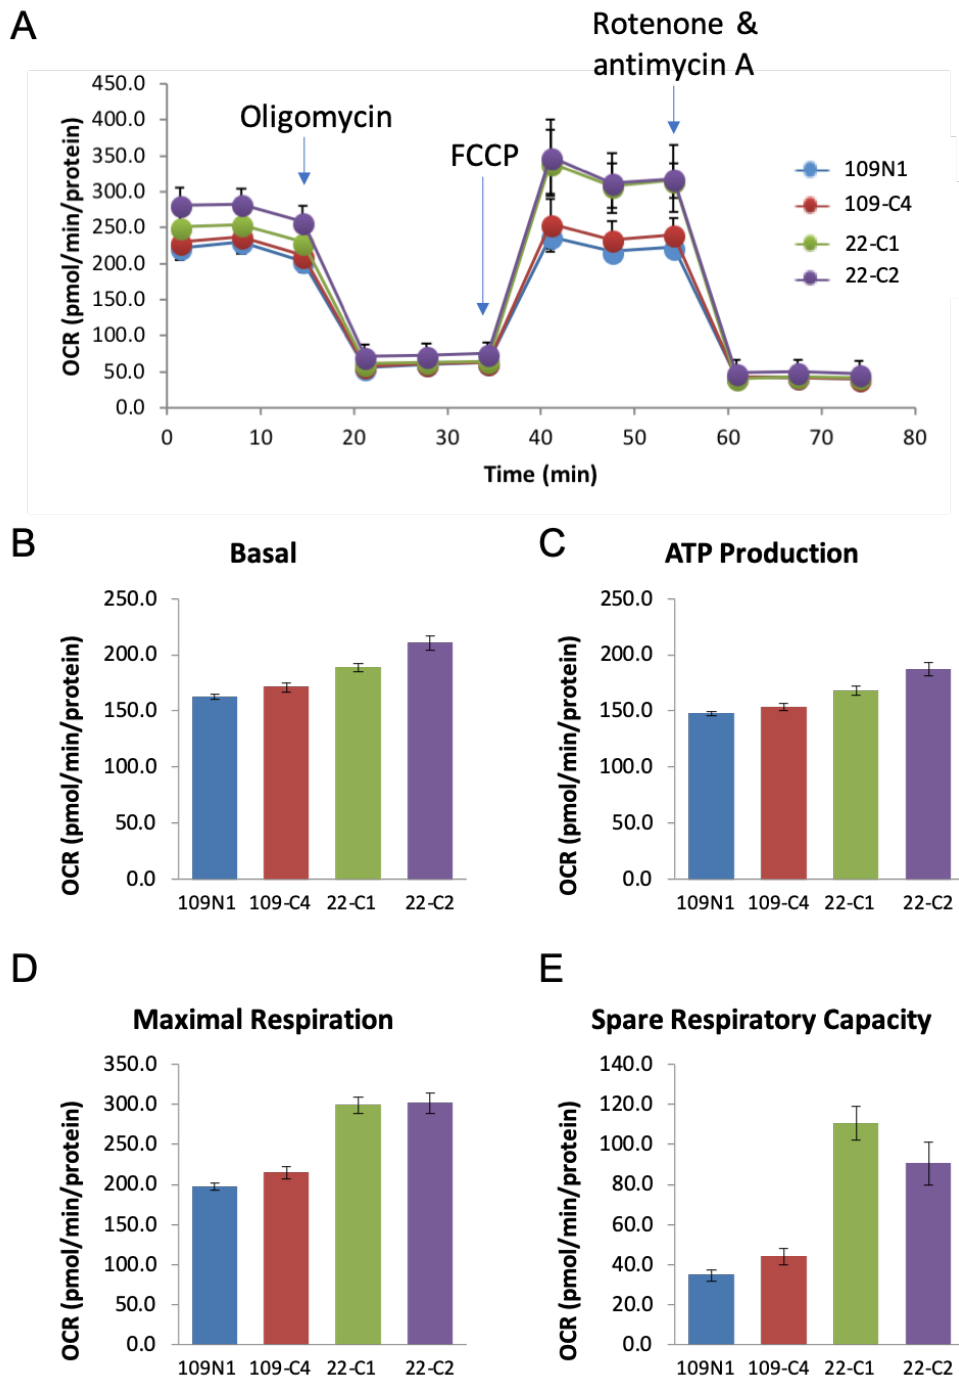 A
Rotenone &
antimycin A
Oligomycin
FCCP
OCR (pmol/min/protein)
450.0
400.0
350.0
300.0
250.0
200.0
150.0
100.0
50.0
0.0
0 10 20 30 40 50 60 70 80
Time (min)
109N1
109-C4
22-C1
22-C2
B
Basal
OCR (pmol/min/protein)
250.0
200.0
150.0
100.0
50.0
0.0
109N1 109-C4 22-C1 22-C2
C
ATP Production
OCR (pmol/min/protein)
250.0
200.0
150.0
100.0
50.0
0.0
109N1 109-C4 22-C1 22-C2
D
Maximal Respiration
OCR (pmol/min/protein)
350.0
300.0
250.0
200.0
150.0
100.0
50.0
0.0
109N1 109-C4 22-C1 22-C2
E
Spare Respiratory Capacity
OCR (pmol/min/protein)
140.0
120.0
100.0
80.0
60.0
40.0
20.0
0.0
109N1 109-C4 22-C1 22-C2